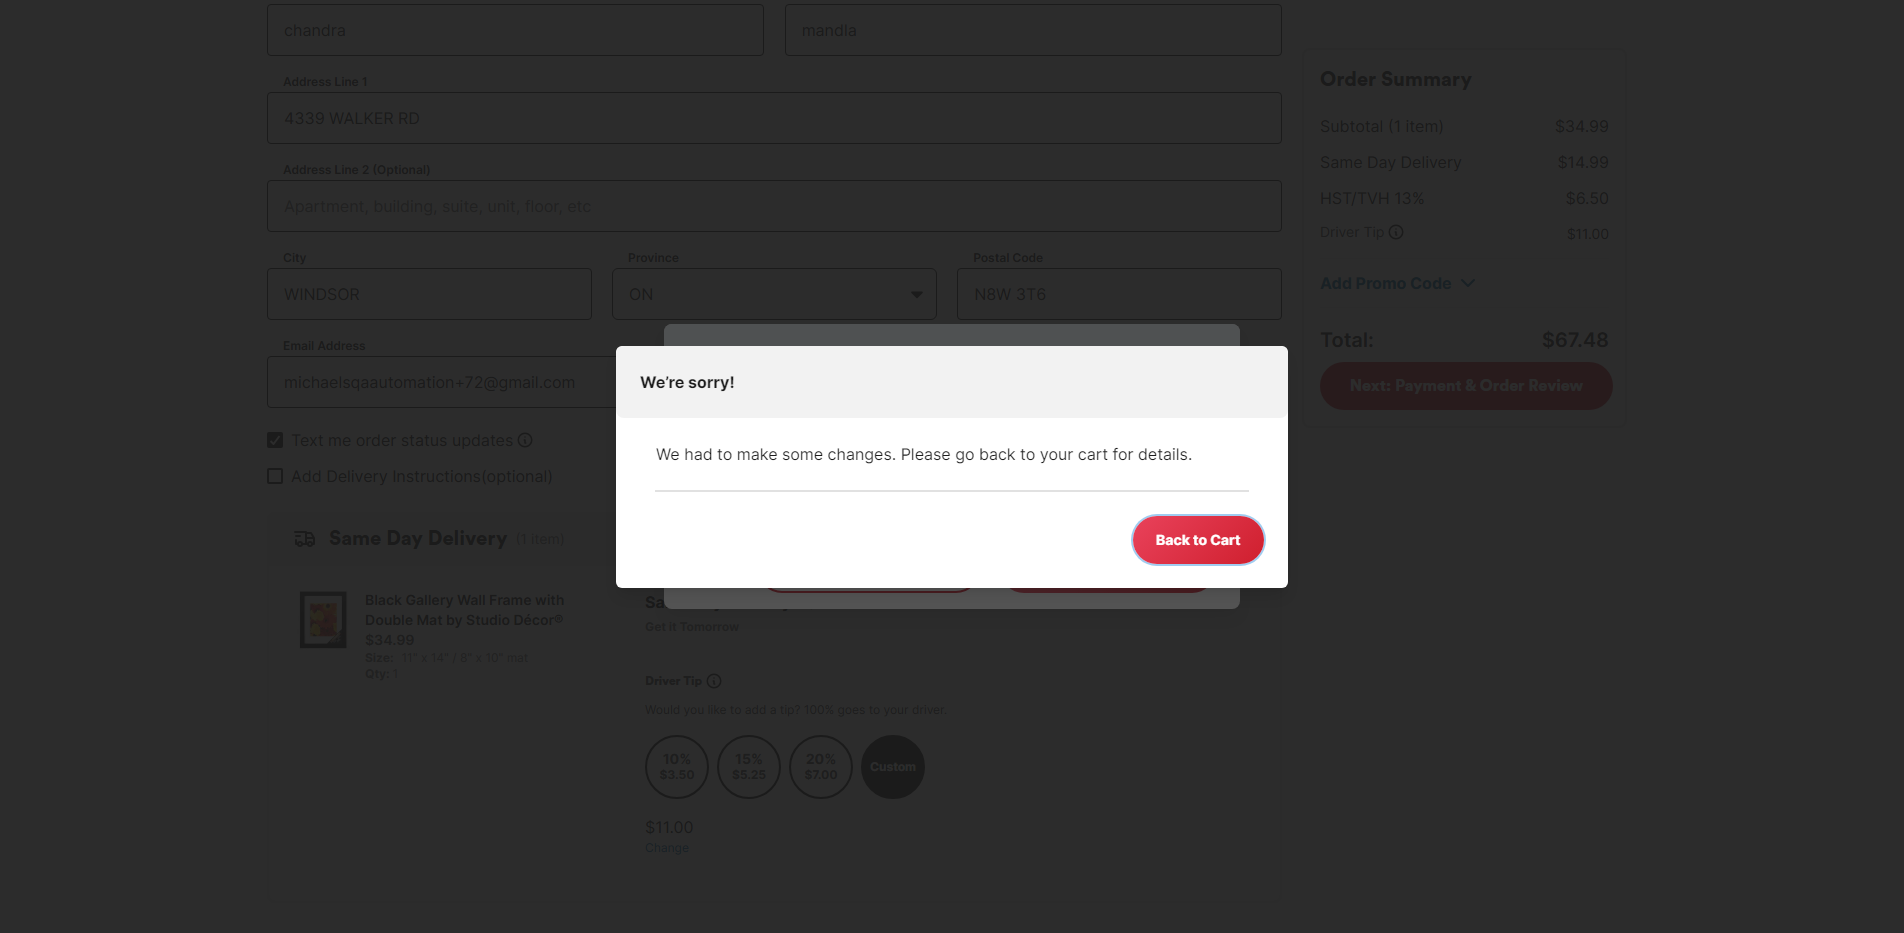 chandra
mandla
Address Line 1
4339 WALKER RD
Address Line 2 (Optional)
Apartment, building, suite, unit, floor, etc
City
Province
Postal Code
WINDSOR
ON
N8W 3T6
Email Address
michaelsqaautomation+72@gmail.com
Text me order status updates
Add Delivery Instructions(optional)
Same Day Delivery (1 item)
Black Gallery Wall Frame with
Double Mat by Studio Décor®
$34.99
Size: 11" x 14" / 8" x 10" mat
Qty: 1
We're sorry!
We had to make some changes. Please go back to your cart for details.
Back to Cart
Get it Tomorrow
Driver Tip
Would you like to add a tip? 100% goes to your driver.
10%
$3.50
15%
$5.25
20%
$7.00
Custom
$11.00
Change
Order Summary
Subtotal (1 item) $34.99
Same Day Delivery $14.99
HST/TVH 13% $6.50
Driver Tip $11.00
Add Promo Code
Total: $67.48
Next: Payment & Order Review